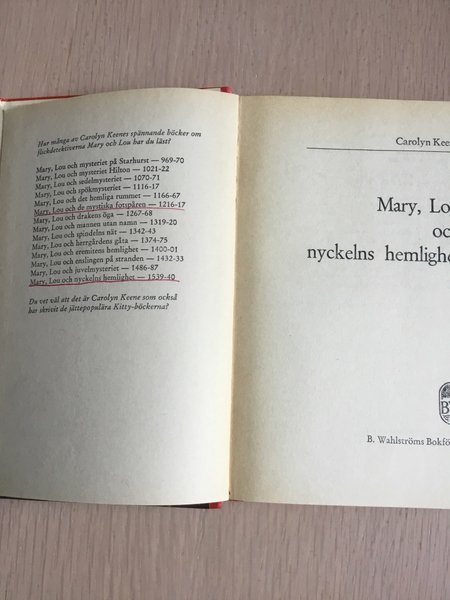 Hur många av Carolyn Keenes spännande böcker om
flickdetektiverna Mary och Lou har du läst?
Mary, Lou och mysteriet på Starhurst — 969-70
Mary, Lou och mysteriet Hilton — 1021-22
Mary, Lou och sedelmysteriet — 1070-71
Mary, Lou och spökmysteriet — 1116-17
Mary, Lou och det hemliga rummet — 1166-67
Mary, Lou och de mystiska fotspåren — 1216-17
Mary, Lou och drakens öga — 1267-68
Mary, Lou och mannen utan namn — 1319-20
Mary, Lou och spindelns nät — 1342-43
Mary, Lou och herrgårdens gåta — 1374-75
Mary, Lou och eremitens hemlighet — 1400-01
Mary, Lou och enslingen på stranden — 1432-33
Mary, Lou och juvelmysteriet — 1486-87
Mary, Lou och nyckelns hemlighet — 1539-40
Du vet väl att det är Carolyn Keene som också
har skrivit de jättepopulära Kitty-böckerna?
Carolyn Keen
Mary, Lo
oc
nyckelns hemlighe
B. Wahlströms Bokfö